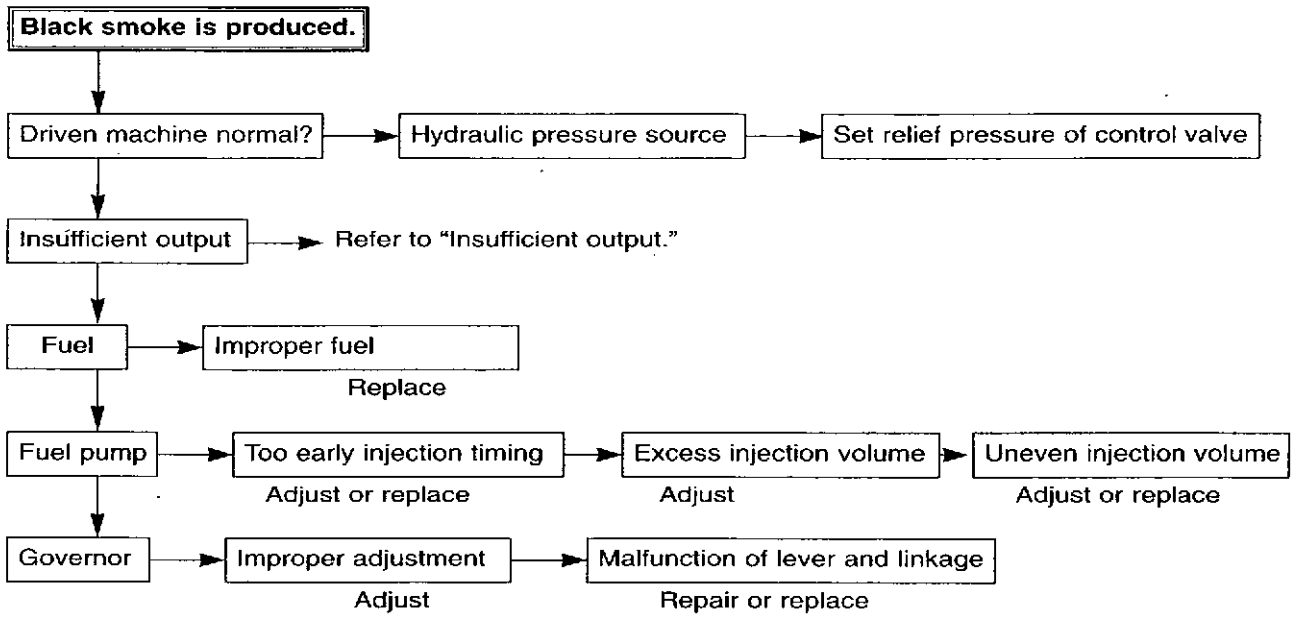 Black smoke is produced.
Driven machine normal?
Hydraulic pressure source
Set relief pressure of control valve
Insufficient output
Refer to “Insufficient output.”
Fuel
Improper fuel
Replace
Fuel pump
Too early injection timing
Excess injection volume
Uneven injection volume
Adjust or replace
Adjust
Adjust or replace
Governor
Improper adjustment
Malfunction of lever and linkage
Adjust
Repair or replace